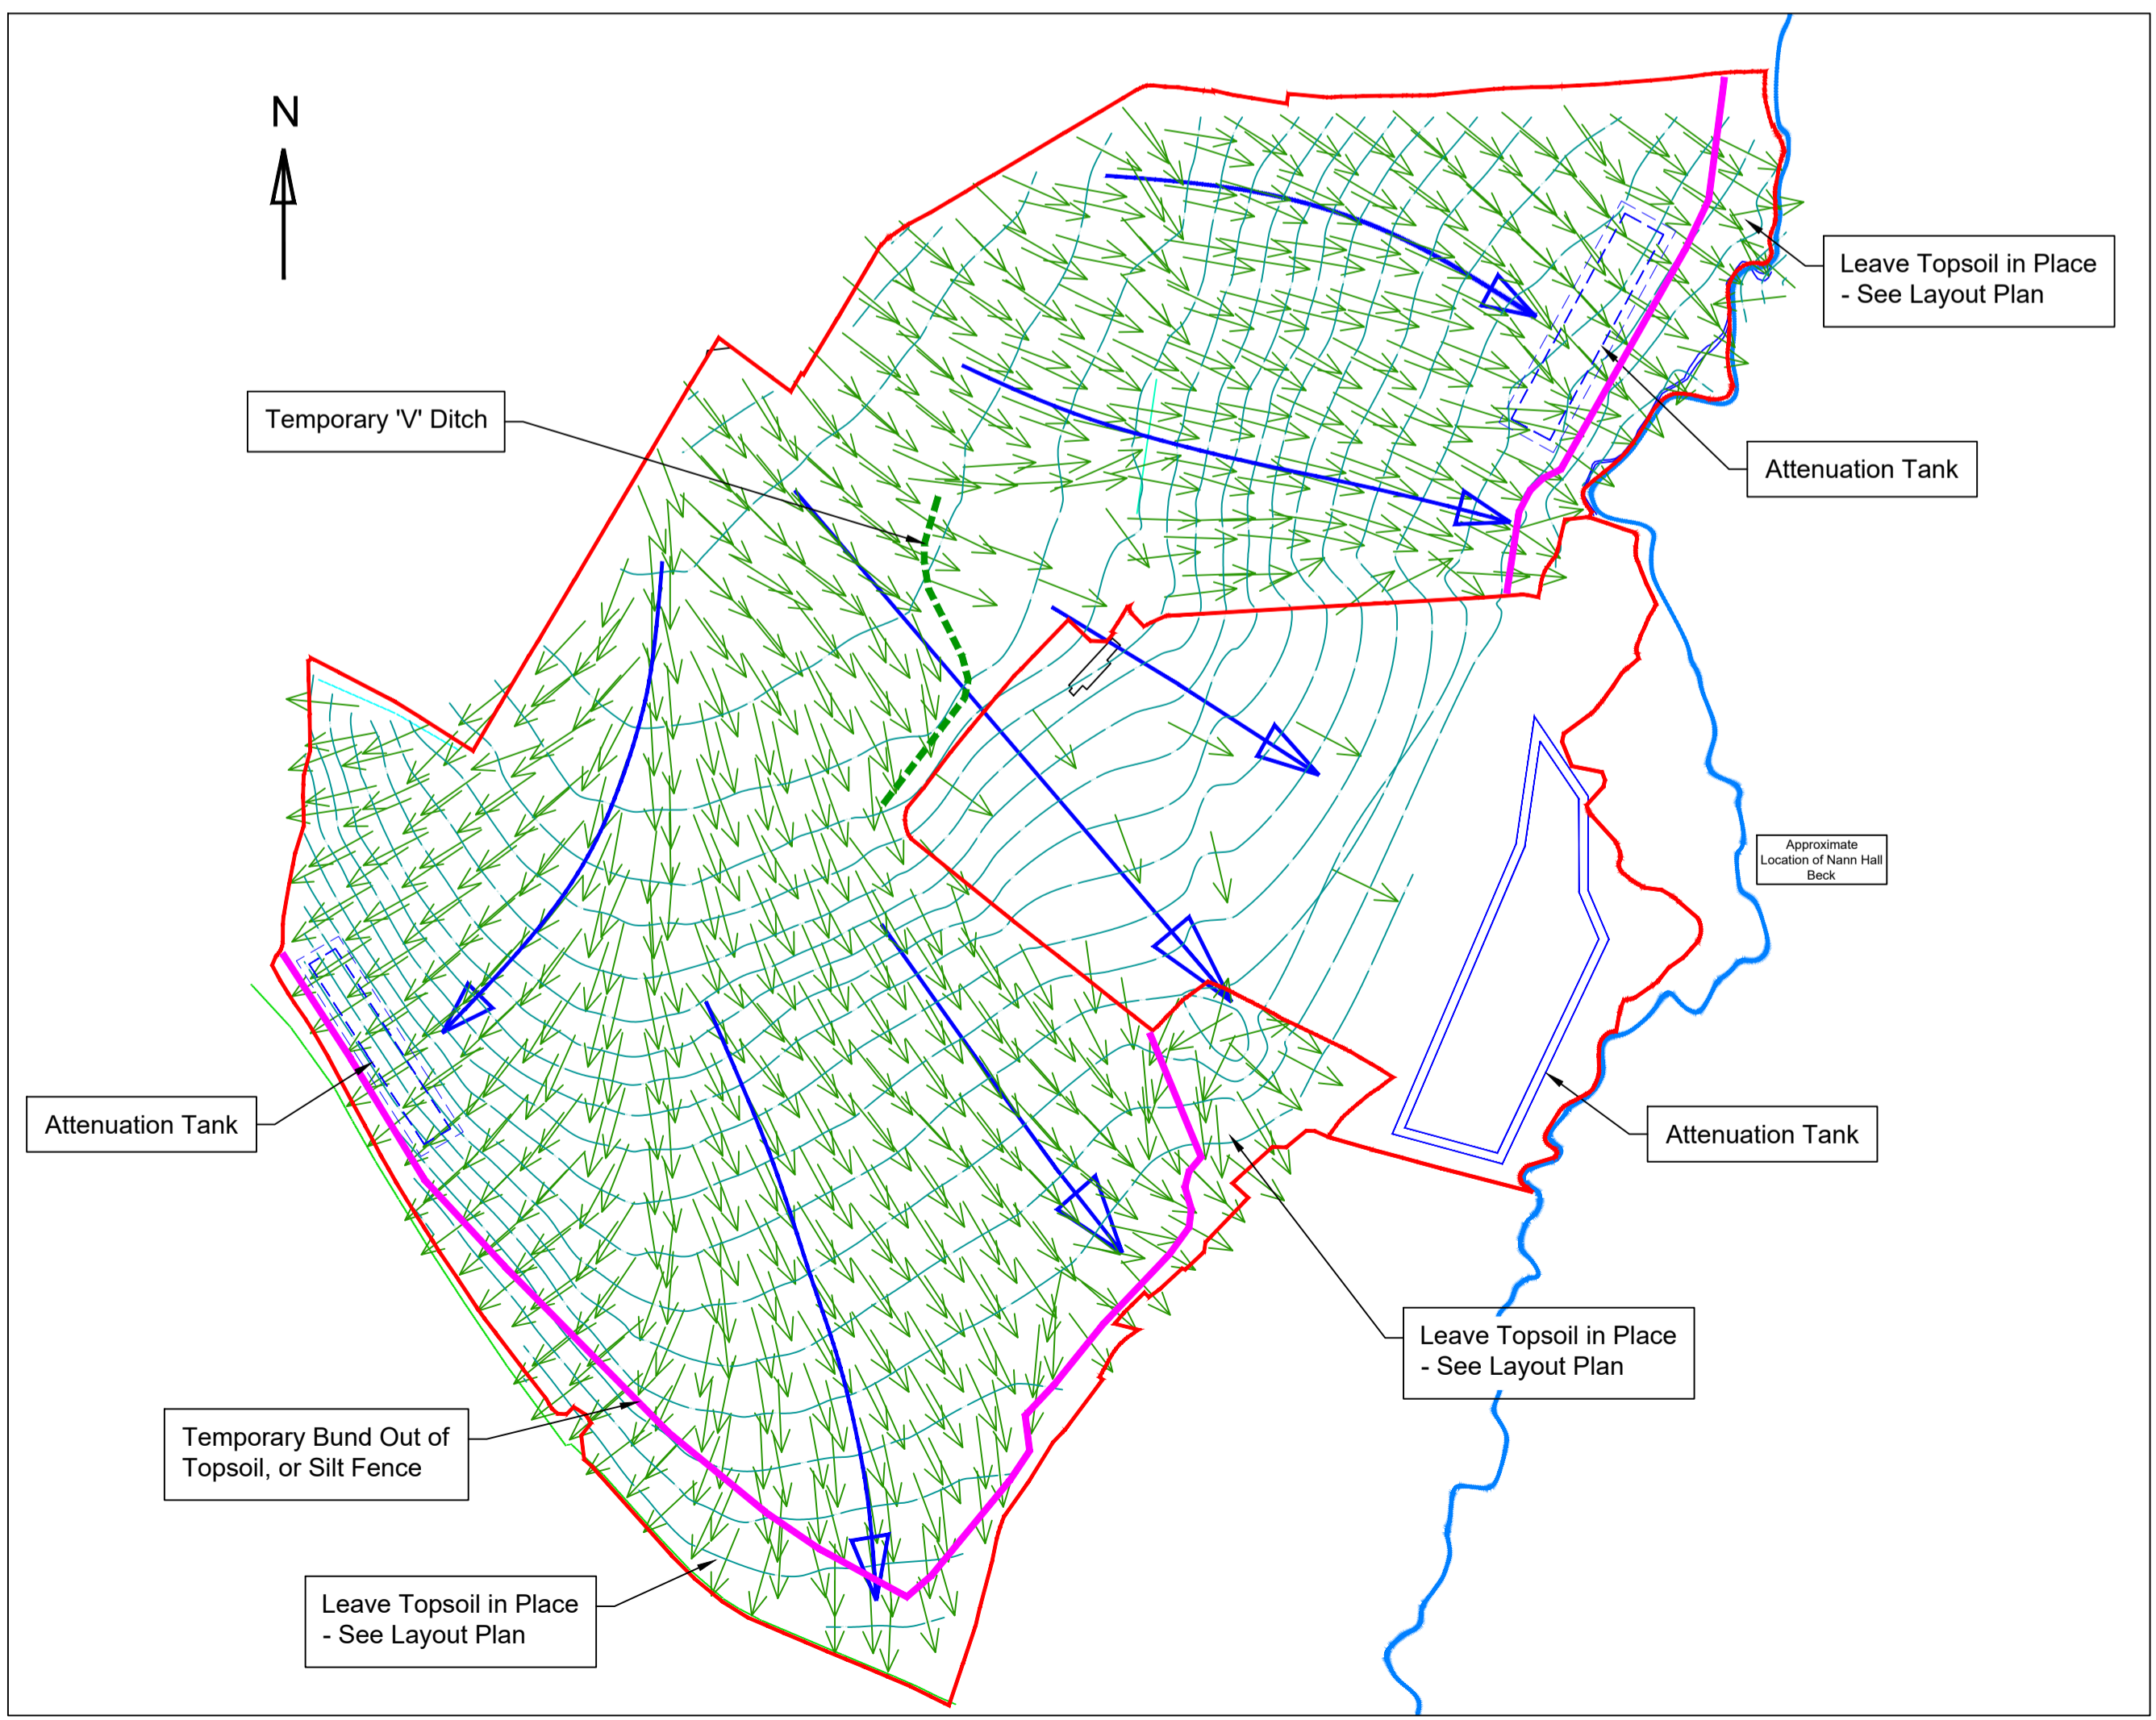 N
Leave Topsoil in Place
- See Layout Plan
Temporary 'V' Ditch
Attenuation Tank
Approximate
Location of Nann Hall
Beck
Attenuation Tank
Attenuation Tank
Leave Topsoil in Place
- See Layout Plan
Temporary Bund Out of
Topsoil, or Silt Fence
Leave Topsoil in Place
- See Layout Plan